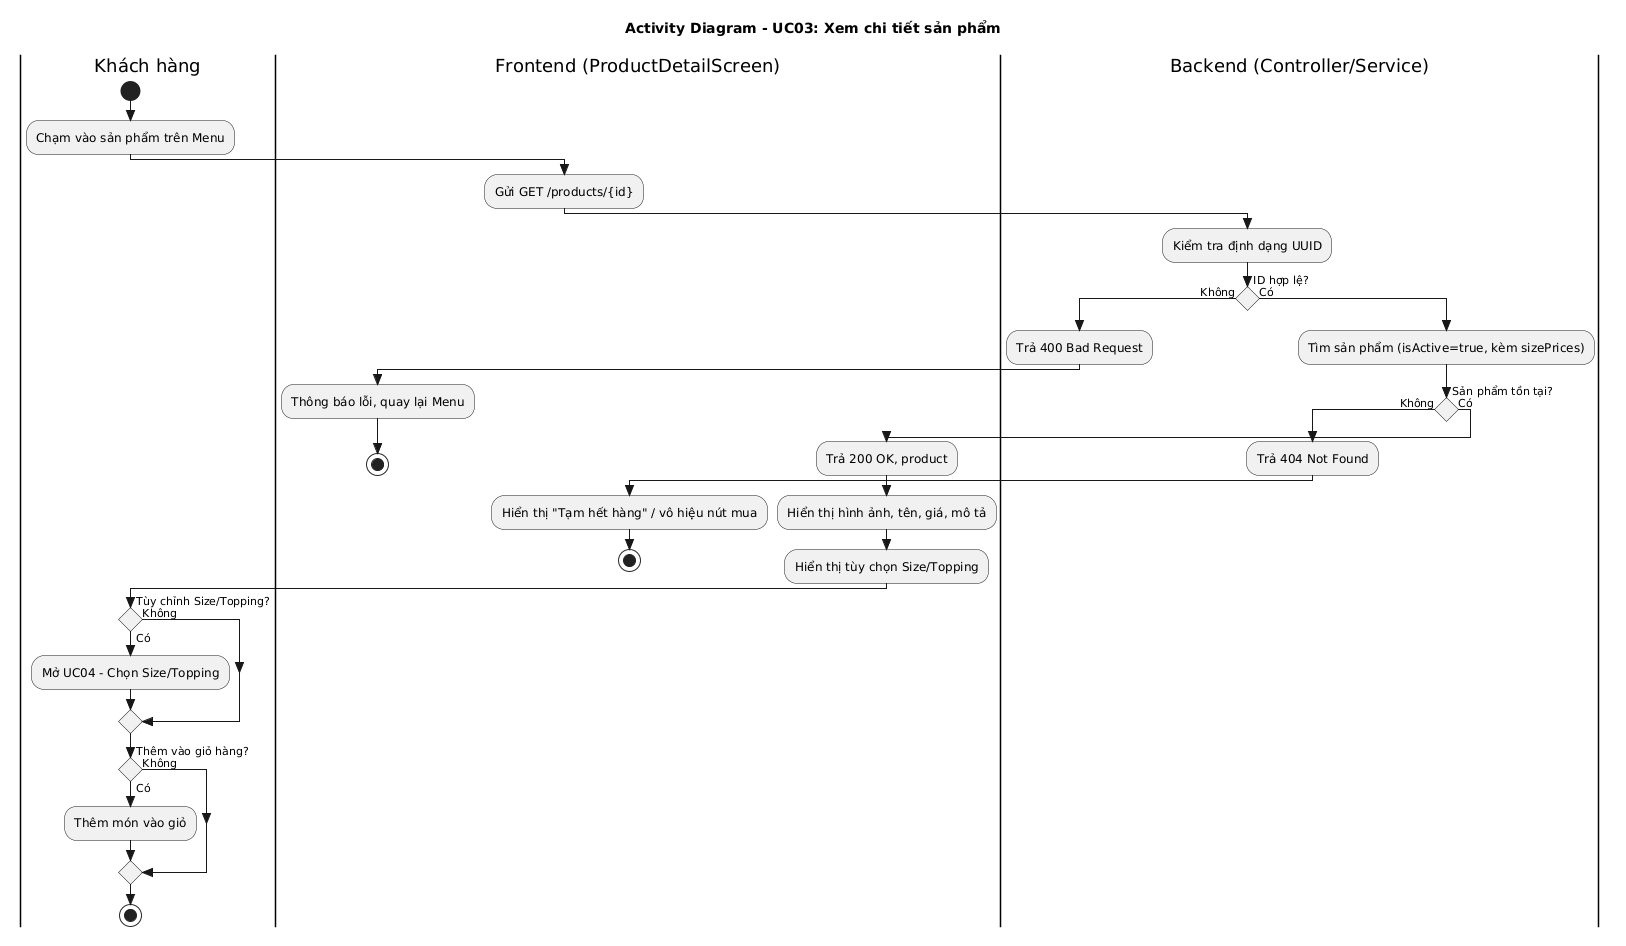 Activity Diagram - UC03: Xem chi tiết sản phẩm
Khách hàng
Frontend (ProductDetailScreen)
Backend (Controller/Service)
Chạm vào sản phẩm trên Menu
Gửi GET /products/{id}
Kiểm tra định dạng UUID
ID hợp lệ?
Không
Có
Trả 400 Bad Request
Tìm sản phẩm (isActive=true, kèm sizePrices)
Thông báo lỗi, quay lại Menu
Sản phẩm tồn tại?
Không
Có
Trả 200 OK, product
Trả 404 Not Found
Hiển thị "Tạm hết hàng" / vô hiệu nút mua
Hiển thị hình ảnh, tên, giá, mô tả
Hiển thị tùy chọn Size/Topping
Tùy chỉnh Size/Topping?
Không
Có
Mở UC04 - Chọn Size/Topping
Thêm vào giỏ hàng?
Không
Có
Thêm món vào giỏ